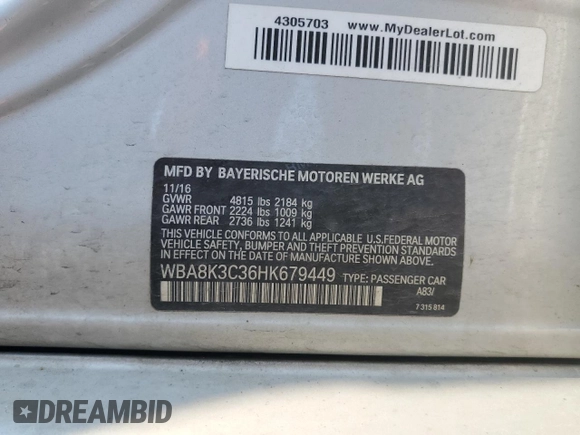 4305703 www.MyDealerLot.com
MFD BY BAYERISCHE MOTOREN WERKE AG
11/16
GVWR 4815 lbs 2184 kg
GAWR FRONT 2224 lbs 1009 kg
GAWR REAR 2736 lbs 1241 kg
THIS VEHICLE CONFORMS TO ALL APPLICABLE U.S.FEDERAL MOTOR
VEHICLE SAFETY, BUMPER AND THEFT PREVENTION STANDARDS
IN EFFECT ON THE DATE OF MANUFACTURE SHOWN ABOVE.
WBA8K3C36HK679449 TYPE: PASSENGER CAR
A83/
7 315 814
DREAMBID